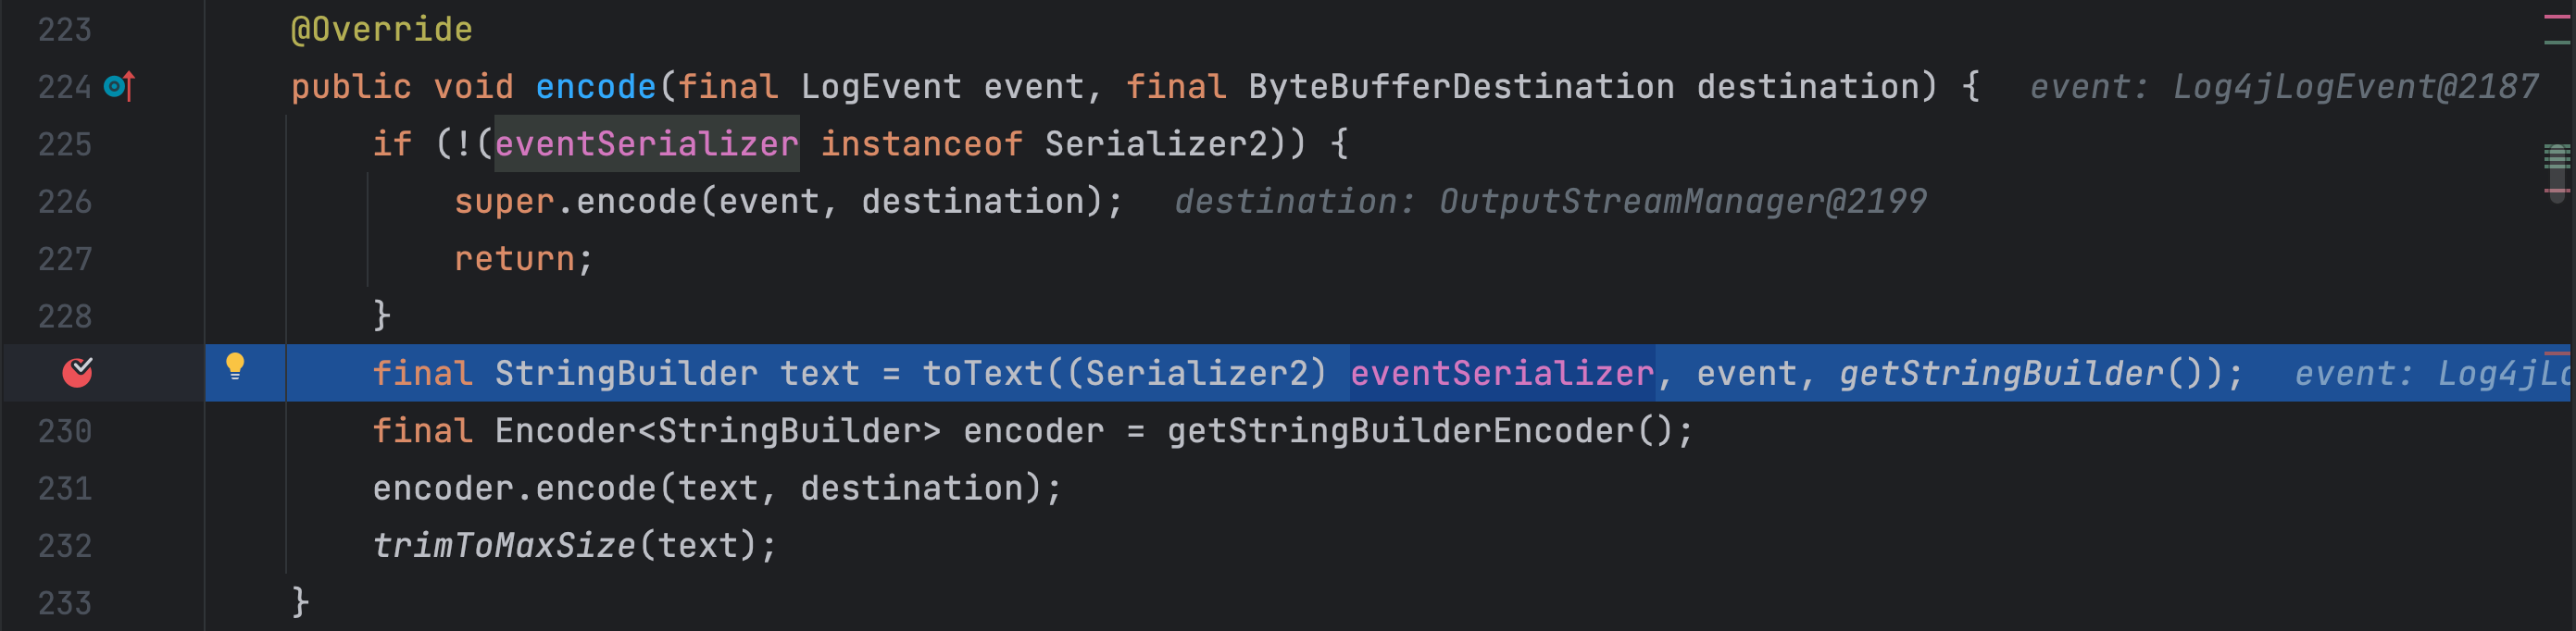 223 @Override
224 public void encode(final LogEvent event, final ByteBufferDestination destination) { event: Log4jLogEvent@2187
225 if (!(eventSerializer instanceof Serializer2)) {
226 super.encode(event, destination); destination: OutputStreamManager@2199
227 return;
228 }
final StringBuilder text = toText((Serializer2) eventSerializer, event, getStringBuilder()); event: Log4jLo
230 final Encoder<StringBuilder> encoder = getStringBuilderEncoder();
231 encoder.encode(text, destination);
232 trimToMaxSize(text);
233 }